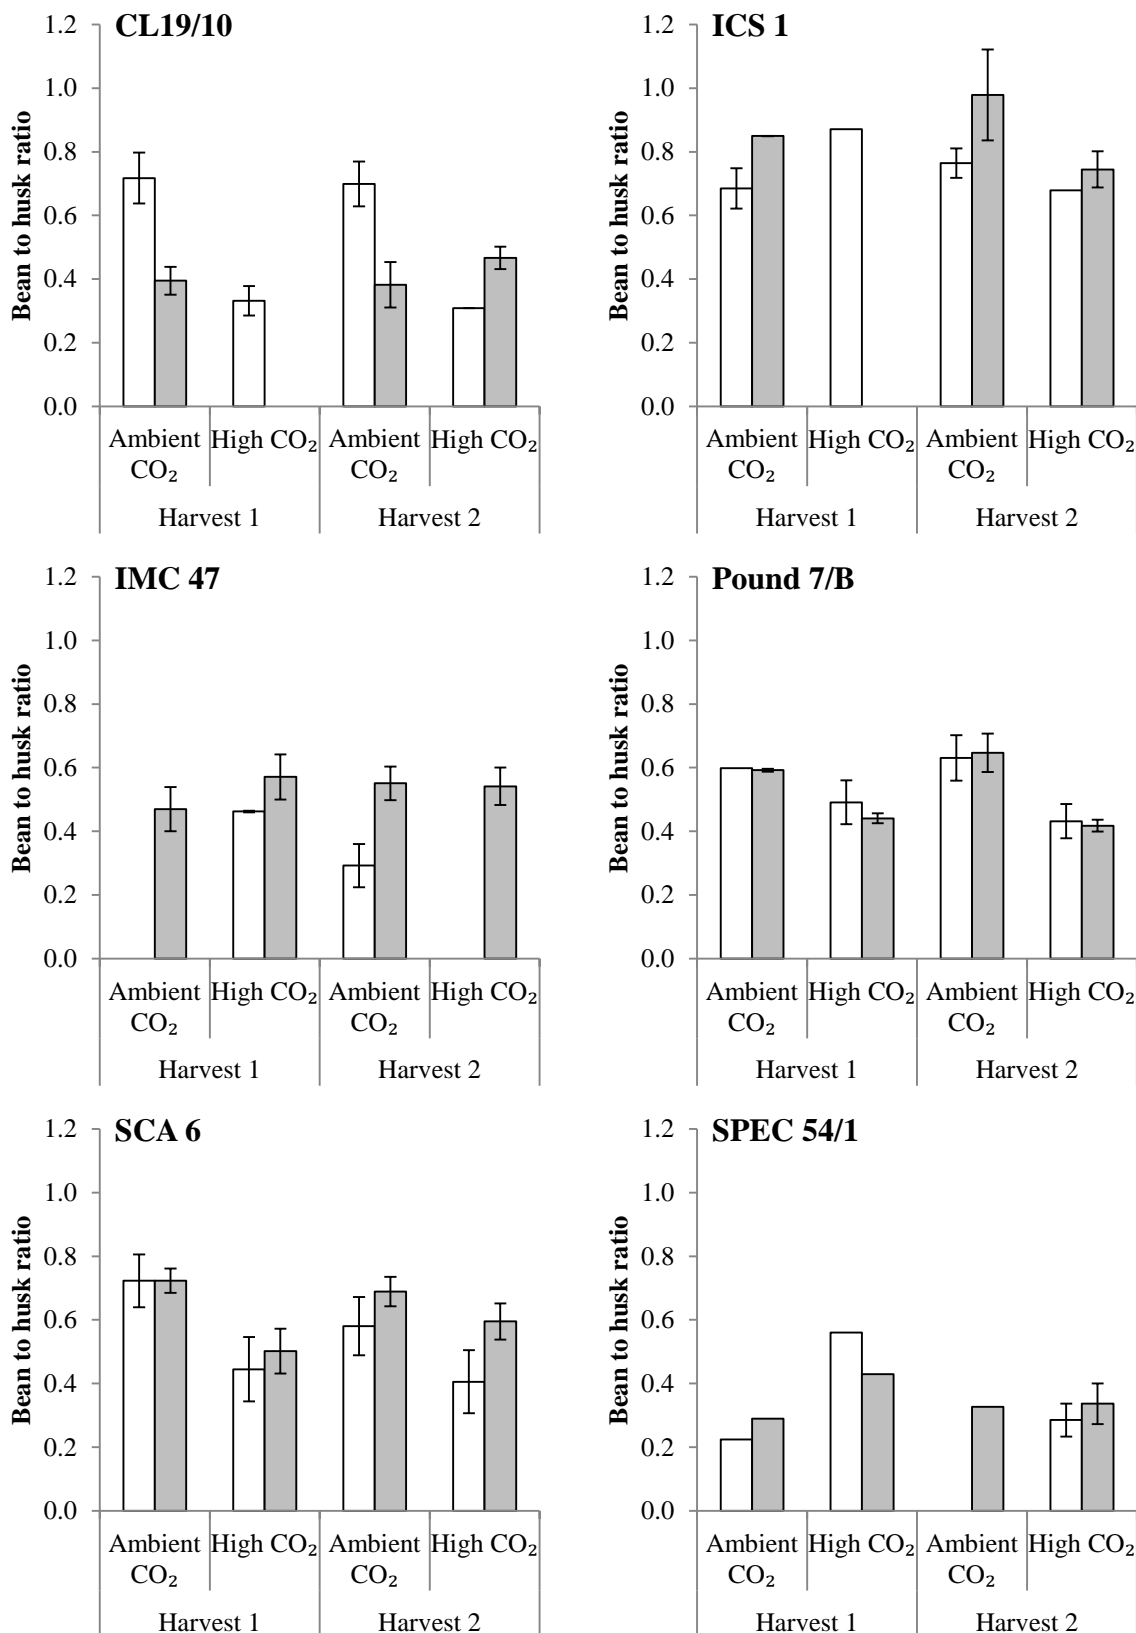 CL19/10
Bean to husk ratio
1.2
1.0
0.8
0.6
0.4
0.2
0.0
Ambient CO₂
High CO₂
Ambient CO₂
High CO₂
Harvest 1
Harvest 2
ICS 1
Bean to husk ratio
1.2
1.0
0.8
0.6
0.4
0.2
0.0
Ambient CO₂
High CO₂
Ambient CO₂
High CO₂
Harvest 1
Harvest 2
IMC 47
Bean to husk ratio
1.2
1.0
0.8
0.6
0.4
0.2
0.0
Ambient CO₂
High CO₂
Ambient CO₂
High CO₂
Harvest 1
Harvest 2
Pound 7/B
Bean to husk ratio
1.2
1.0
0.8
0.6
0.4
0.2
0.0
Ambient CO₂
High CO₂
Ambient CO₂
High CO₂
Harvest 1
Harvest 2
SCA 6
Bean to husk ratio
1.2
1.0
0.8
0.6
0.4
0.2
0.0
Ambient CO₂
High CO₂
Ambient CO₂
High CO₂
Harvest 1
Harvest 2
SPEC 54/1
Bean to husk ratio
1.2
1.0
0.8
0.6
0.4
0.2
0.0
Ambient CO₂
High CO₂
Ambient CO₂
High CO₂
Harvest 1
Harvest 2